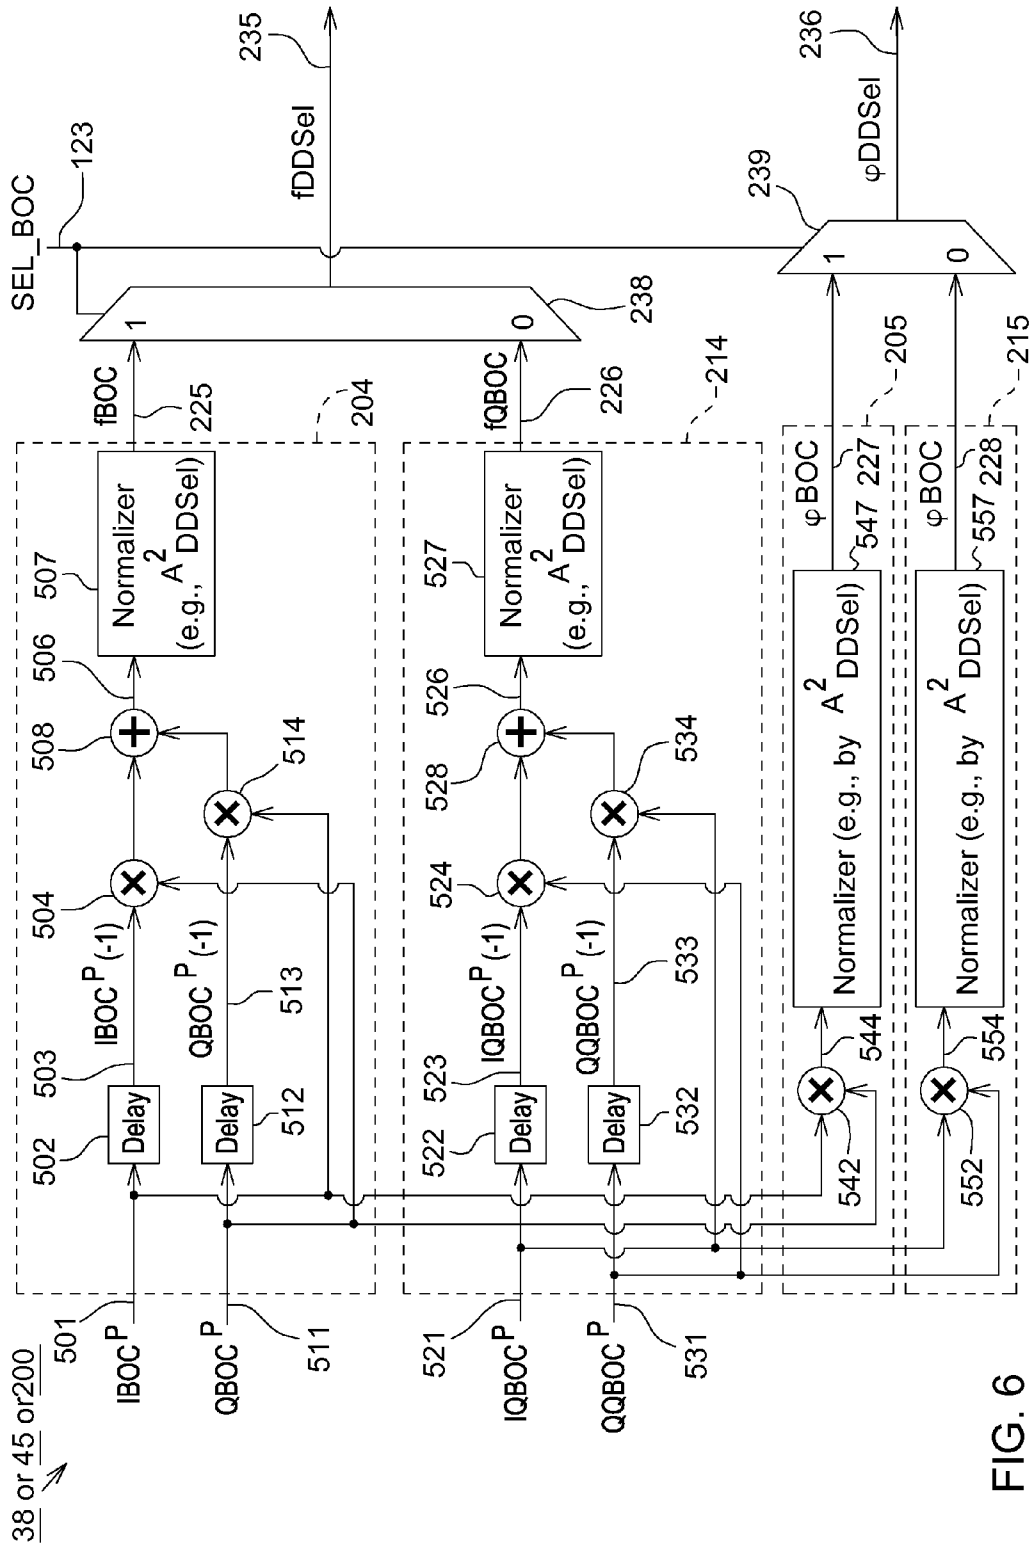 38 or 45 or200
SEL_BOC
123
501
IBOC^P
502
Delay
503
IBOC^P(-1)
504
508
506
507
Normalizer
(e.g., A^2 DDSel)
fBOC
225
1
204
fDDSel
235
QBOC^P
511
Delay
512
QBOC^P(-1)
513
514
521
IQBOC^P
522
Delay
523
IQBOC^P(-1)
524
528
526
527
Normalizer
(e.g., A^2 DDSel)
fQBOC
226
0
238
214
QQBOC^P
531
Delay
532
QQBOC^P(-1)
533
534
542
544
Normalizer (e.g., by A^2 DDSel)
547
φBOC
227
205
1
239
φDDSel
236
552
554
Normalizer (e.g., by A^2 DDSel)
557
φBOC
228
215
0
FIG. 6